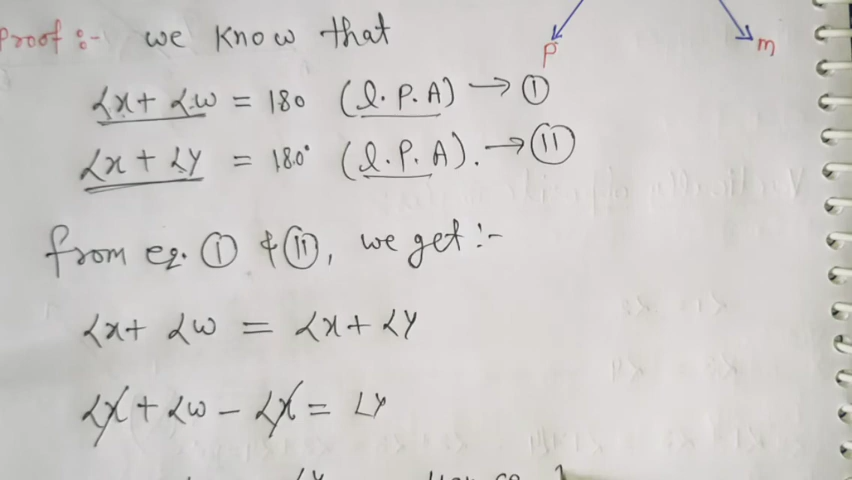 Proof :- we know that
P
m
∠x + ∠w = 180 (l.P.A) → ①
∠x + ∠y = 180° (l.P.A). → ⑪
from eq. ① & ⑪, we get :-
∠x + ∠w = ∠x + ∠y
∠x + ∠w - ∠x = ∠y
∠y